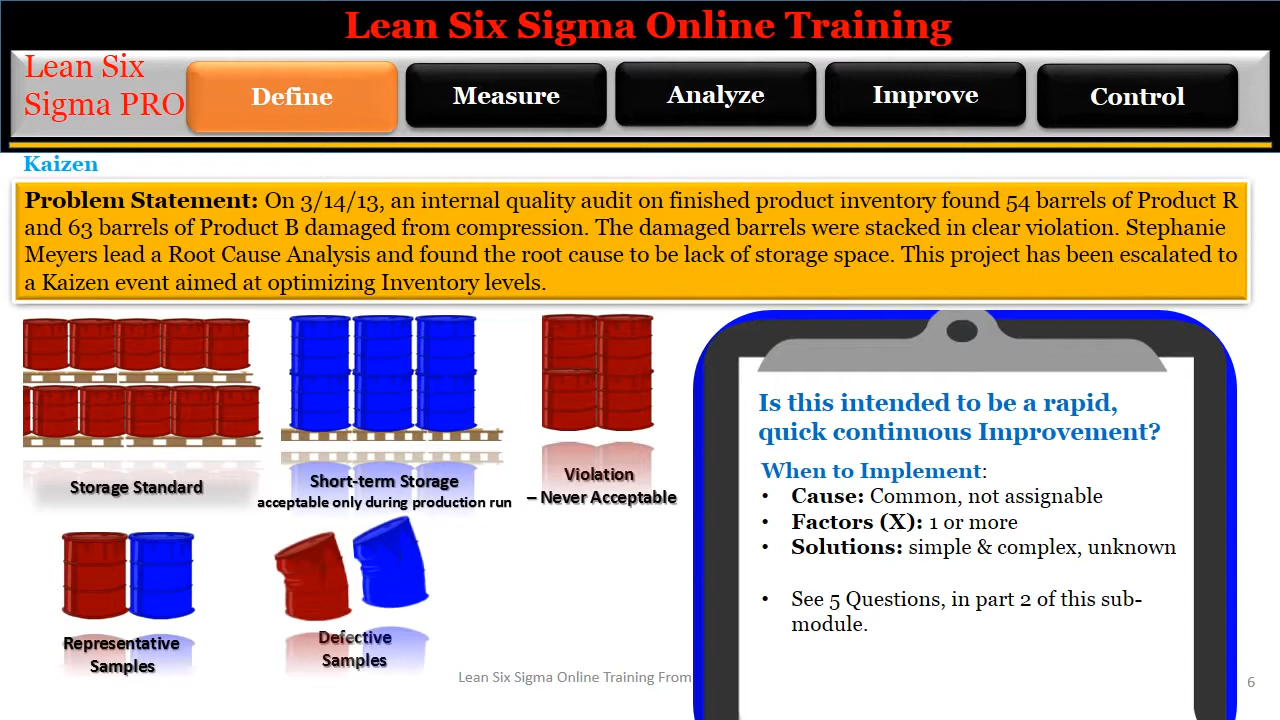 Lean Six Sigma Online Training
Lean Six
Sigma PRO
Define
Measure
Analyze
Improve
Control
Kaizen
Problem Statement: On 3/14/13, an internal quality audit on finished product inventory found 54 barrels of Product R
and 63 barrels of Product B damaged from compression. The damaged barrels were stacked in clear violation. Stephanie
Meyers lead a Root Cause Analysis and found the root cause to be lack of storage space. This project has been escalated to
a Kaizen event aimed at optimizing Inventory levels.
Storage Standard
Short-term Storage
acceptable only during production run
Violation
– Never Acceptable
Representative
Samples
Defective
Samples
Is this intended to be a rapid,
quick continuous Improvement?
When to Implement:
• Cause: Common, not assignable
• Factors (X): 1 or more
• Solutions: simple & complex, unknown
• See 5 Questions, in part 2 of this sub-
module.
Lean Six Sigma Online Training From
6